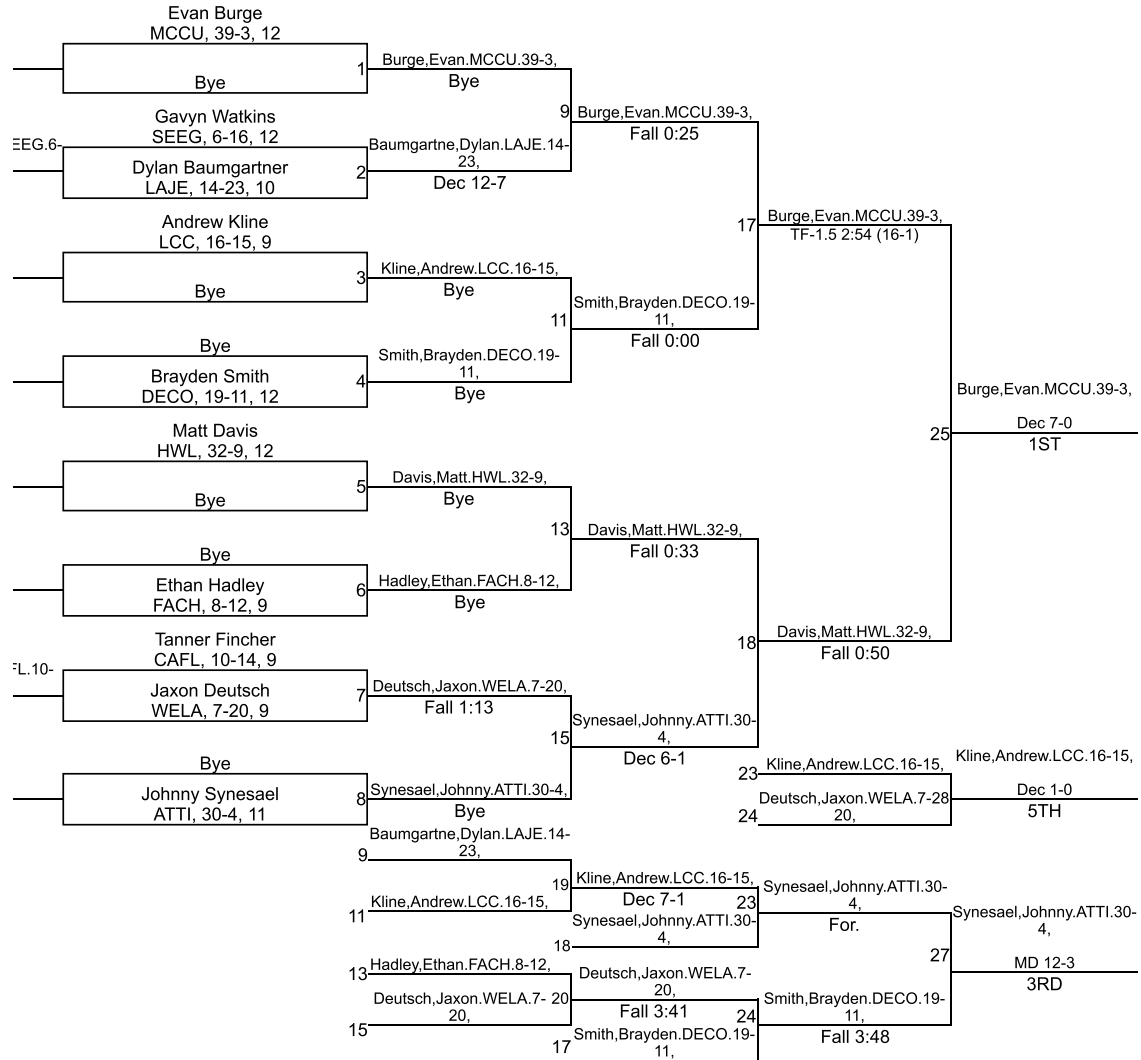 Evan Burge
MCCU, 39-3, 12
Bye
1
Burge,Evan.MCCU.39-3,
Bye
Gavyn Watkins
SEEG, 6-16, 12
EEG.6-
Dylan Baumgartner
LAJE, 14-23, 10
2
Baumgartne,Dylan.LAJE.14-
23,
Dec 12-7
9
Burge,Evan.MCCU.39-3,
Fall 0:25
Andrew Kline
LCC, 16-15, 9
Bye
3
Kline,Andrew.LCC.16-15,
Bye
Bye
Brayden Smith
DECO, 19-11, 12
4
Smith,Brayden.DECO.19-
11,
Bye
11
Smith,Brayden.DECO.19-
11,
Fall 0:00
17
Burge,Evan.MCCU.39-3,
TF-1.5 2:54 (16-1)
Matt Davis
HWL, 32-9, 12
Bye
5
Davis,Matt.HWL.32-9,
Bye
Bye
Ethan Hadley
FACH, 8-12, 9
6
Hadley,Ethan.FACH.8-12,
Bye
13
Davis,Matt.HWL.32-9,
Fall 0:33
Tanner Fincher
CAFL, 10-14, 9
FL.10-
Jaxon Deutsch
WELA, 7-20, 9
7
Deutsch,Jaxon.WELA.7-20,
Fall 1:13
Bye
Johnny Synesael
ATTI, 30-4, 11
8
Synesael,Johnny.ATTI.30-4,
Bye
15
Synesael,Johnny.ATTI.30-
4,
Dec 6-1
18
Davis,Matt.HWL.32-9,
Fall 0:50
25
Burge,Evan.MCCU.39-3,
Dec 7-0
1ST
23
Kline,Andrew.LCC.16-15,
24
Deutsch,Jaxon.WELA.7-28
20,
Kline,Andrew.LCC.16-15,
Dec 1-0
5TH
9
Baumgartne,Dylan.LAJE.14-
23,
11
Kline,Andrew.LCC.16-15,
19
Kline,Andrew.LCC.16-15,
Dec 7-1
18
Synesael,Johnny.ATTI.30-
4,
23
Synesael,Johnny.ATTI.30-
4,
For.
13
Hadley,Ethan.FACH.8-12,
15
Deutsch,Jaxon.WELA.7-
20,
20
Deutsch,Jaxon.WELA.7-
20,
Fall 3:41
17
Smith,Brayden.DECO.19-
11,
24
Smith,Brayden.DECO.19-
11,
Fall 3:48
27
Synesael,Johnny.ATTI.30-
4,
MD 12-3
3RD